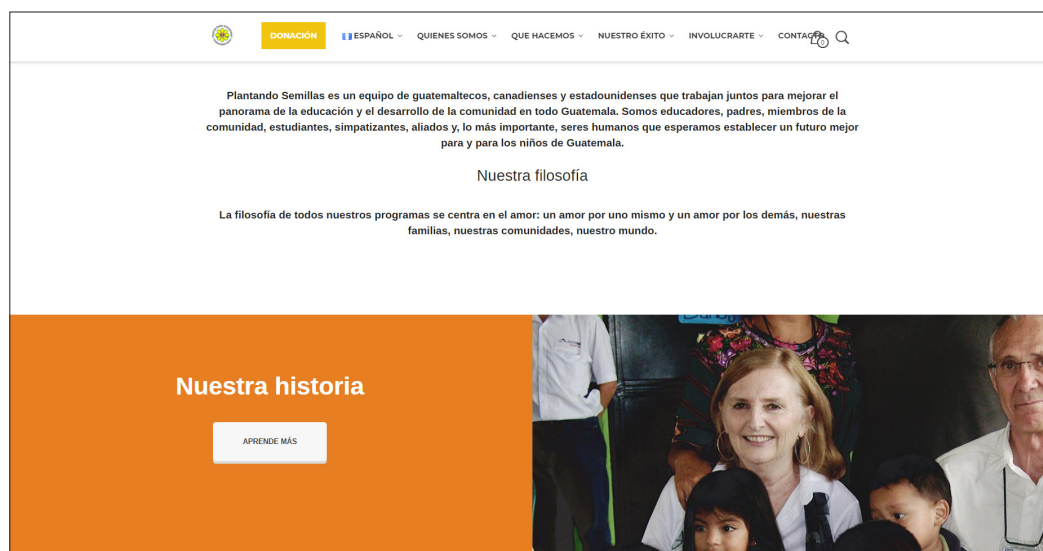 DONACIÓN ESPAÑOL QUIENES SOMOS QUE HACEMOS NUESTRO ÉXITO INVOLUCRARTE CONTACTO 0
Plantando Semillas es un equipo de guatemaltecos, canadienses y estadounidenses que trabajan juntos para mejorar el
panorama de la educación y el desarrollo de la comunidad en todo Guatemala. Somos educadores, padres, miembros de la
comunidad, estudiantes, simpatizantes, aliados y, lo más importante, seres humanos que esperamos establecer un futuro mejor
para y para los niños de Guatemala.
Nuestra filosofía
La filosofía de todos nuestros programas se centra en el amor: un amor por uno mismo y un amor por los demás, nuestras
familias, nuestras comunidades, nuestro mundo.
Nuestra historia
APRENDE MÁS